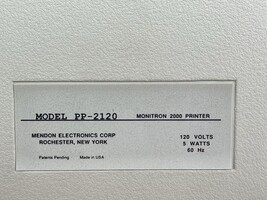 MODEL PP-2120 MONITRON 2000 PRINTER
MENDON ELECTRONICS CORP 120 VOLTS
ROCHESTER, NEW YORK 5 WATTS
60 Hz
Patents Pending Made in USA